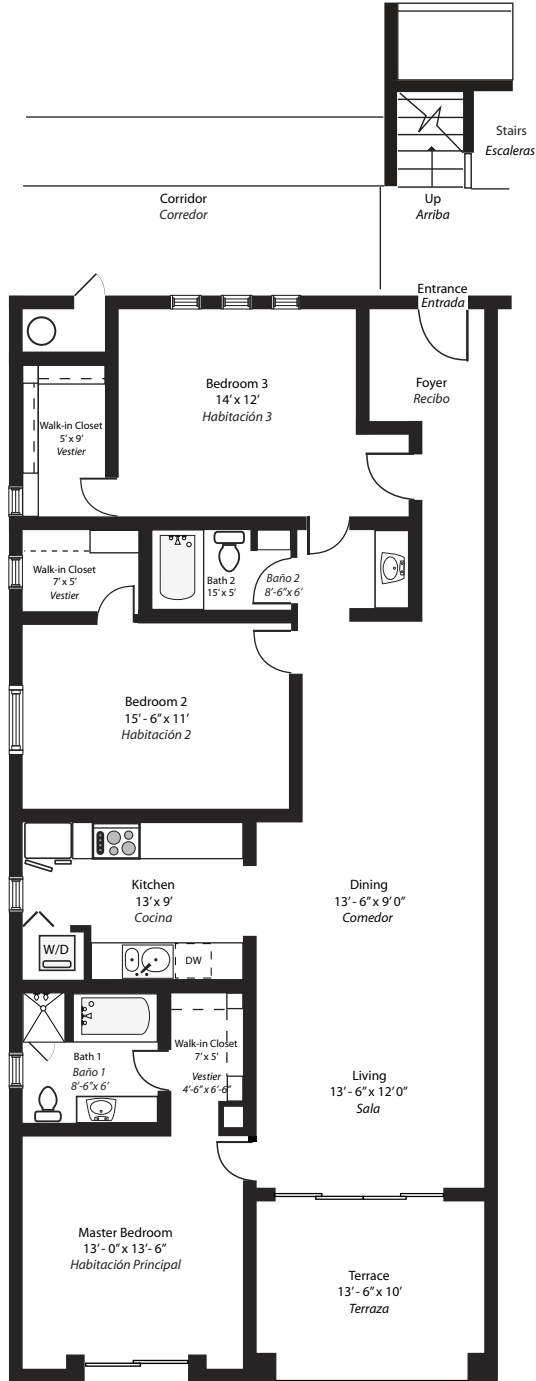 Stairs
Escaleras
Corridor
Corredor
Up
Arriba
Entrance
Entrada
Foyer
Recibo
Bedroom 3
14' x 12'
Habitación 3
Walk-in Closet
5' x 9'
Vestier
Walk-in Closet
7' x 5'
Vestier
Bath 2
15' x 5'
Baño 2
8'-6" x 6'
Bedroom 2
15' - 6" x 11'
Habitación 2
Kitchen
13' x 9'
Cocina
Dining
13' - 6" x 9' 0"
Comedor
W/D
DW
Walk-in Closet
7' x 5'
Vestier
4'-6" x 6'-6"
Bath 1
Baño 1
8'-6" x 6'
Living
13' - 6" x 12' 0"
Sala
Master Bedroom
13' - 0" x 13' - 6"
Habitación Principal
Terrace
13' - 6" x 10'
Terraza